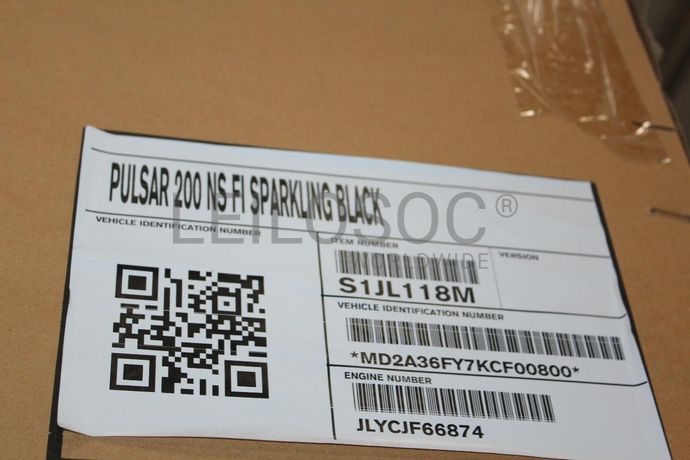 PULSAR 200 NS FI SPARKLING BLACK
LEILOSOC®
WORLDWIDE
VEHICLE IDENTIFICATION NUMBER
ITEM NUMBER
VERSION
S1JL118M
VEHICLE IDENTIFICATION NUMBER
*MD2A36FY7KCF00800*
ENGINE NUMBER
JLYCJF66874